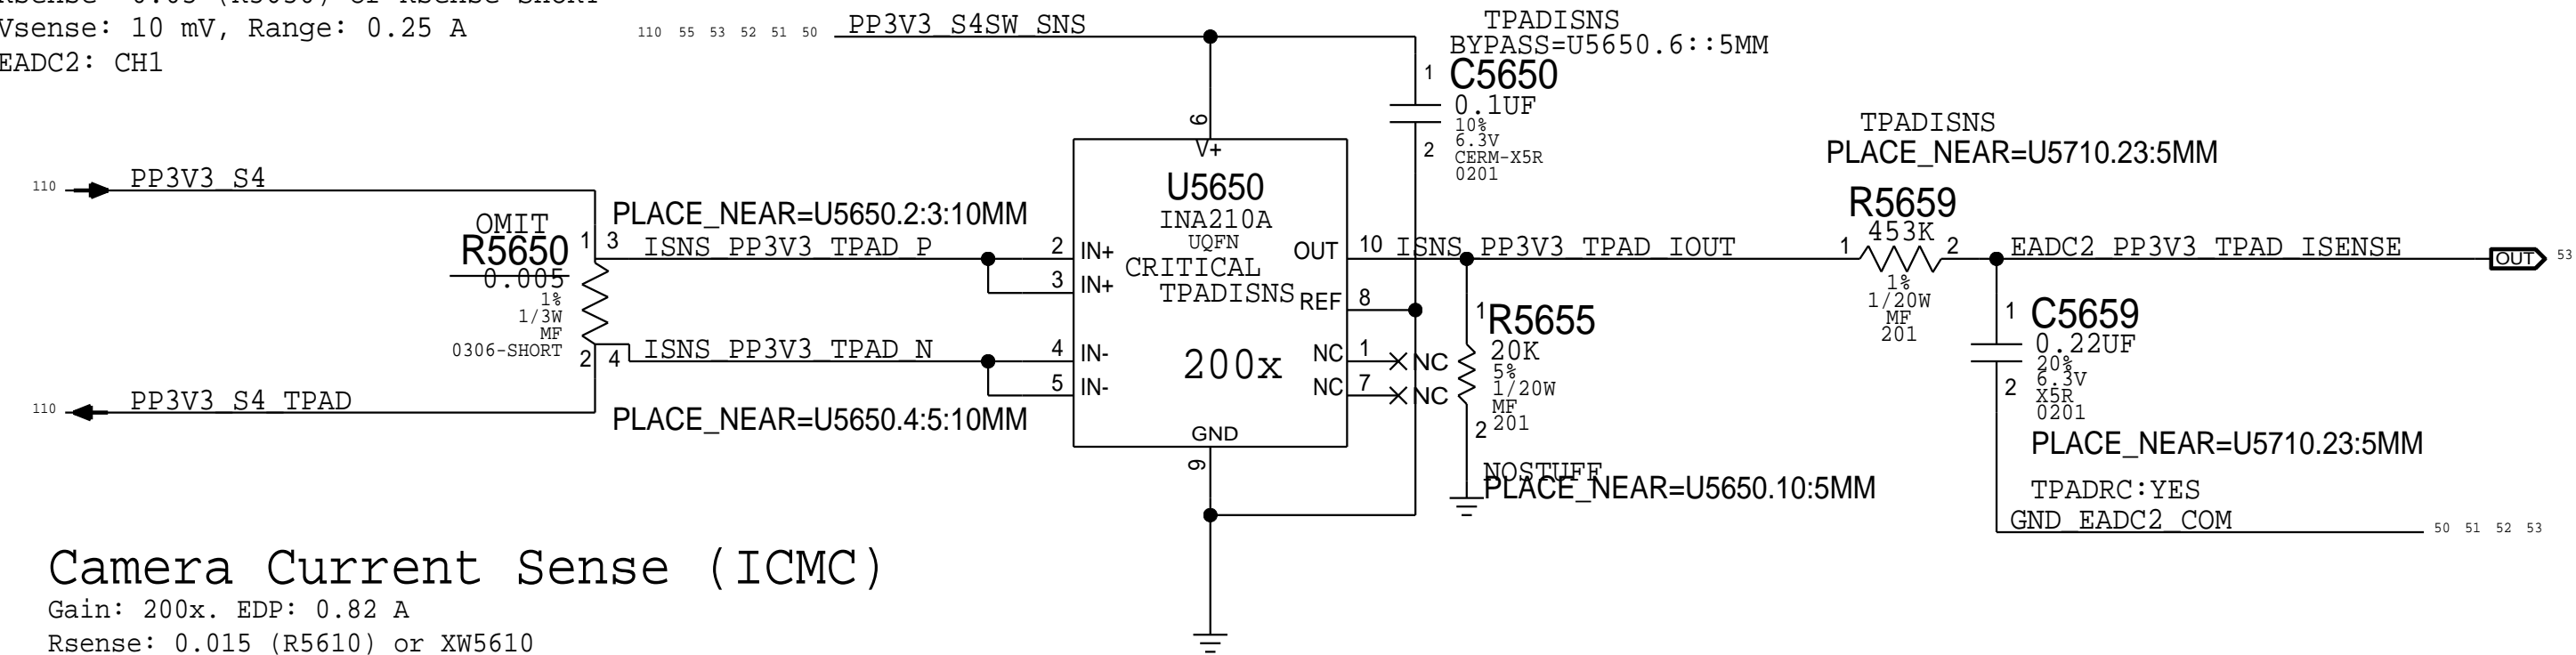 Vsense: 10 mV, Range: 0.25 A
EADC2: CH1
110 55 53 52 51 50
PP3V3_S4SW_SNS
TPADISNS
BYPASS=U5650.6::5MM
1
C5650
0.1UF
10%
6.3V
CERM-X5R
0201
2
6
V+
TPADISNS
PLACE_NEAR=U5710.23:5MM
110
PP3V3_S4
U5650
INA210A
UQFN
CRITICAL
TPADISNS
200x
OMIT
R5650
0.005
1%
1/3W
MF
0306-SHORT
1 3
2 4
PLACE_NEAR=U5650.2:3:10MM
ISNS_PP3V3_TPAD_P
2 IN+
3 IN+
ISNS_PP3V3_TPAD_N
4 IN-
5 IN-
PLACE_NEAR=U5650.4:5:10MM
110
PP3V3_S4_TPAD
OUT 10
ISNS_PP3V3_TPAD_IOUT
REF 8
NC 1 NC
NC 7 NC
GND
9
1
R5655
20K
5%
1/20W
MF
201
2
NOSTUFF
PLACE_NEAR=U5650.10:5MM
R5659
453K
1 2
1%
1/20W
MF
201
EADC2_PP3V3_TPAD_ISENSE
OUT 53
1
C5659
0.22UF
20%
6.3V
X5R
0201
2
PLACE_NEAR=U5710.23:5MM
TPADRC:YES
GND_EADC2_COM
50 51 52 53
Camera Current Sense (ICMC)
Gain: 200x. EDP: 0.82 A
Rsense: 0.015 (R5610) or XW5610